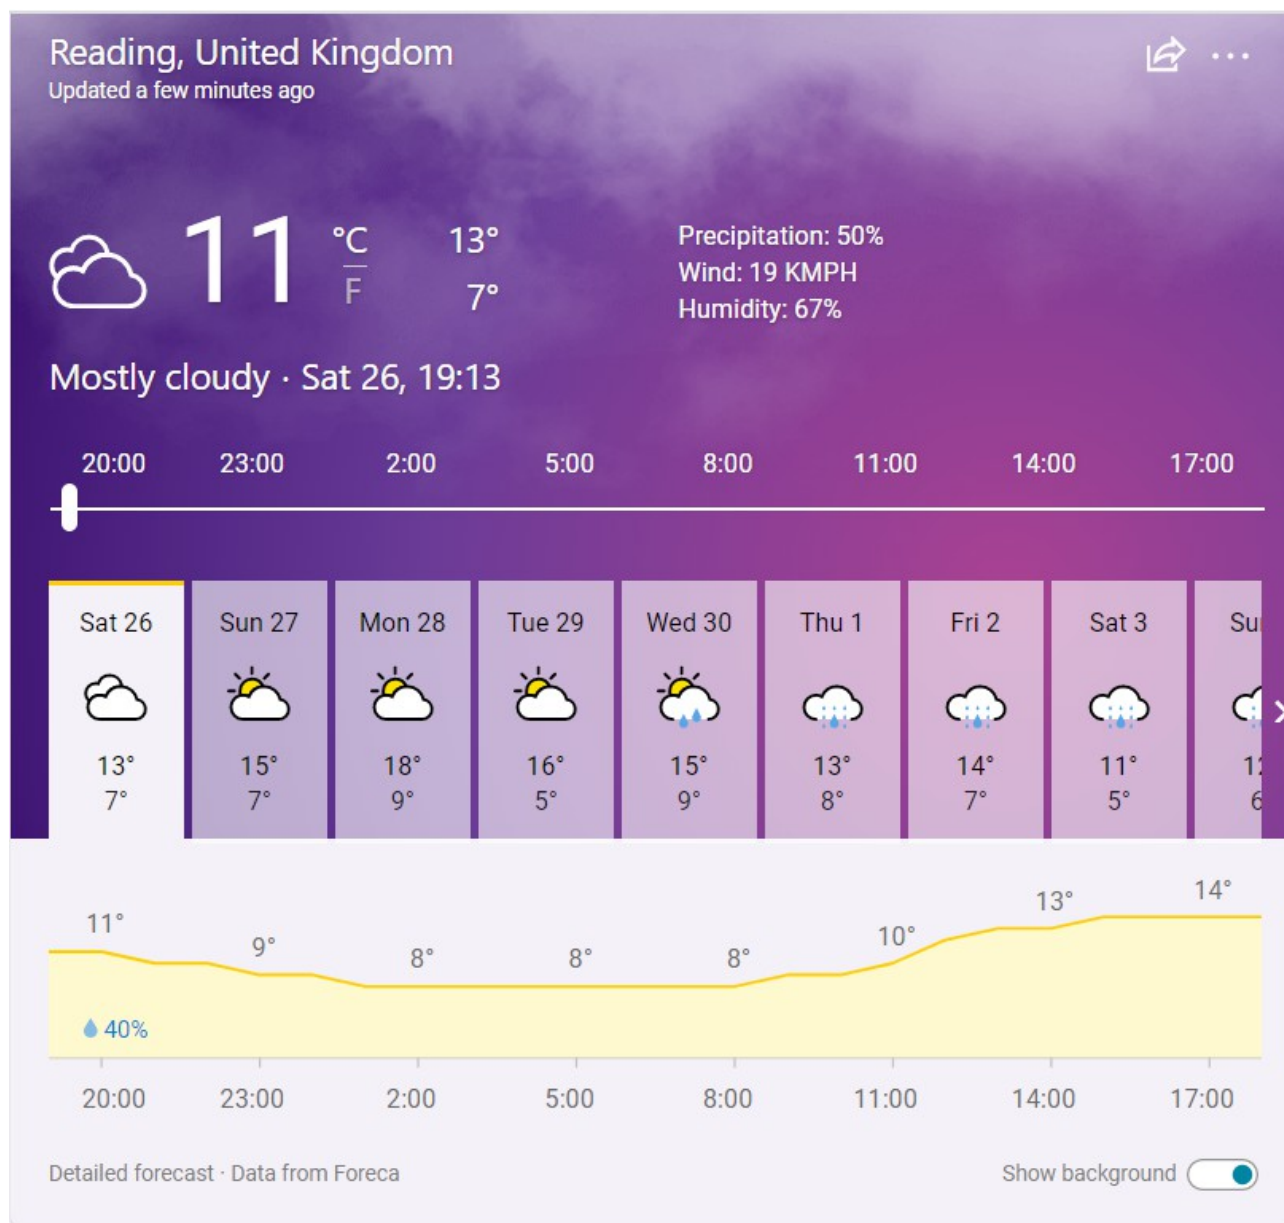 Reading, United Kingdom
Updated a few minutes ago
11 °C F 13° 7°
Precipitation: 50%
Wind: 19 KMPH
Humidity: 67%
Mostly cloudy · Sat 26, 19:13
20:00 23:00 2:00 5:00 8:00 11:00 14:00 17:00
Sat 26 Sun 27 Mon 28 Tue 29 Wed 30 Thu 1 Fri 2 Sat 3
13° 15° 18° 16° 15° 13° 14° 11°
7° 7° 9° 5° 9° 8° 7° 5°
11° 9° 8° 8° 8° 10° 13° 14°
40%
20:00 23:00 2:00 5:00 8:00 11:00 14:00 17:00
Detailed forecast · Data from Foreca
Show background